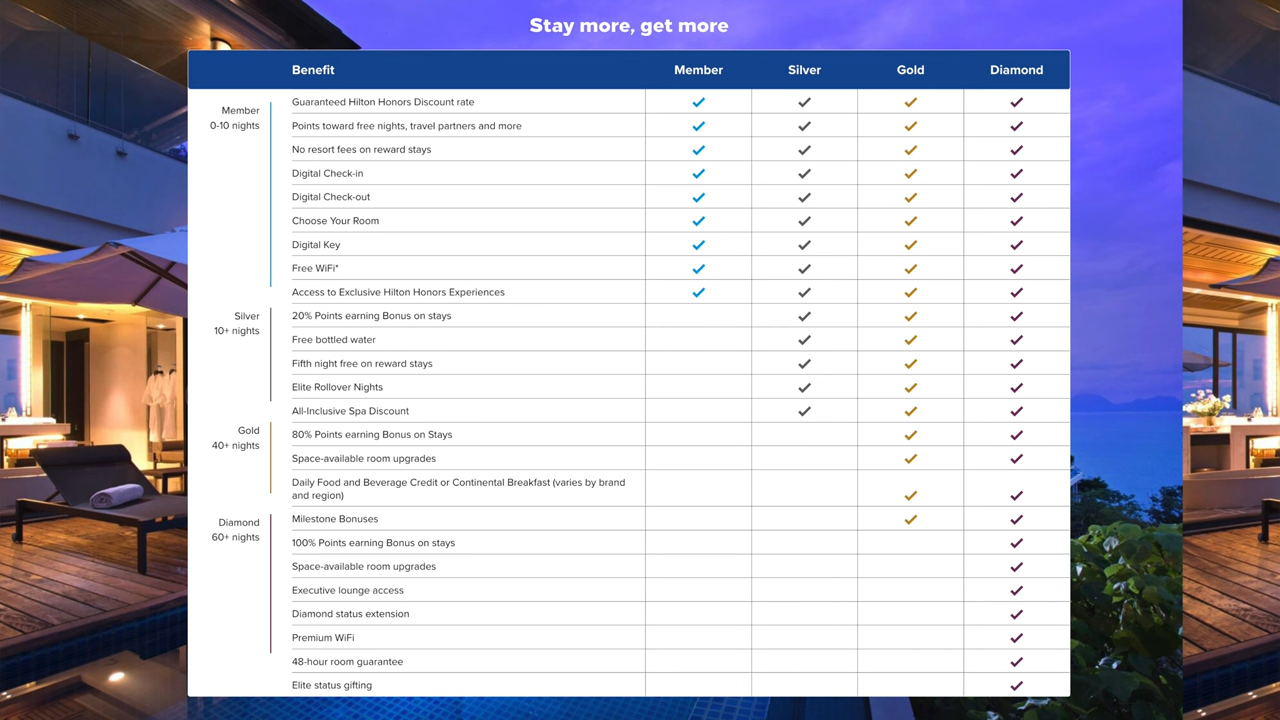 Stay more, get more
Benefit Member Silver Gold Diamond
Member
0-10 nights
Guaranteed Hilton Honors Discount rate
Points toward free nights, travel partners and more
No resort fees on reward stays
Digital Check-in
Digital Check-out
Choose Your Room
Digital Key
Free WiFi*
Access to Exclusive Hilton Honors Experiences
Silver
10+ nights
20% Points earning Bonus on stays
Free bottled water
Fifth night free on reward stays
Elite Rollover Nights
All-Inclusive Spa Discount
Gold
40+ nights
80% Points earning Bonus on Stays
Space-available room upgrades
Daily Food and Beverage Credit or Continental Breakfast (varies by brand
and region)
Milestone Bonuses
Diamond
60+ nights
100% Points earning Bonus on stays
Space-available room upgrades
Executive lounge access
Diamond status extension
Premium WiFi
48-hour room guarantee
Elite status gifting